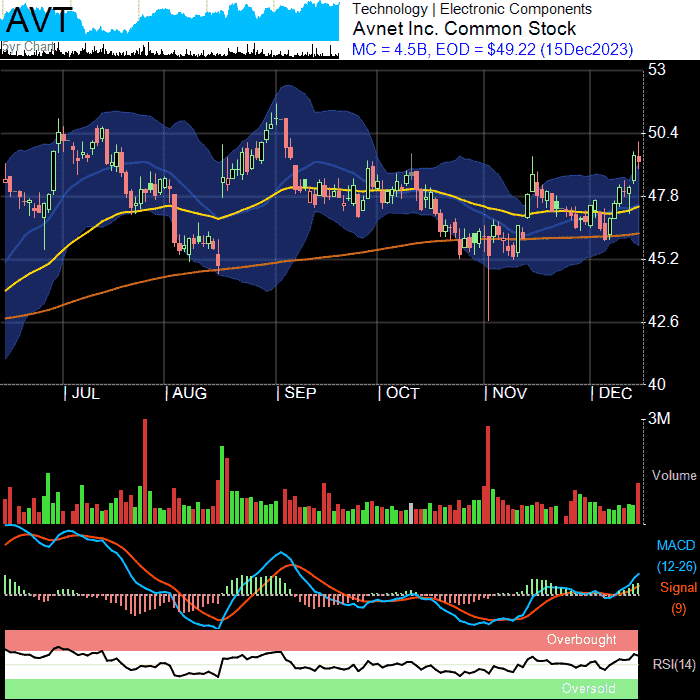 AVT
5yr Chart
Technology | Electronic Components
Avnet Inc. Common Stock
MC = 4.5B, EOD = $49.22 (15Dec2023)
53
50.4
47.8
45.2
42.6
40
| JUL | AUG | SEP | OCT | NOV | DEC
3M
Volume
MACD
(12-26)
Signal
(9)
Overbought
RSI(14)
Oversold